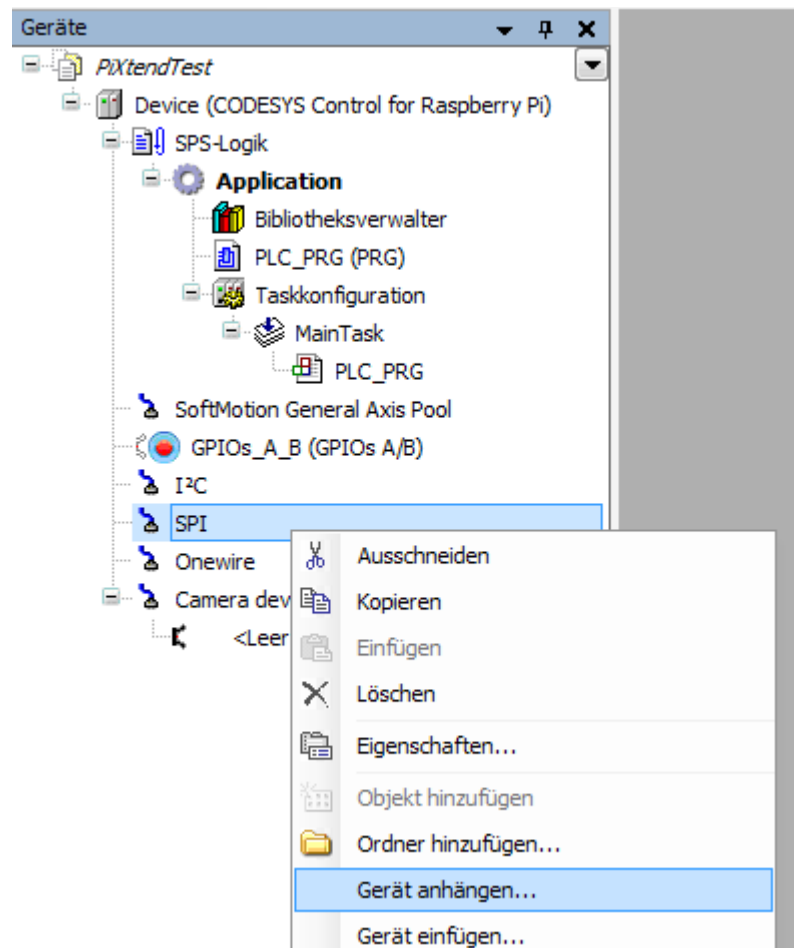 Geräte
PiXtendTest
Device (CODESYS Control for Raspberry Pi)
SPS-Logik
Application
Bibliotheksverwalter
PLC_PRG (PRG)
Taskkonfiguration
MainTask
PLC_PRG
SoftMotion General Axis Pool
GPIOs_A_B (GPIOs A/B)
I²C
SPI
Onewire
Camera dev
<Leer
Ausschneiden
Kopieren
Einfügen
Löschen
Eigenschaften...
Objekt hinzufügen
Ordner hinzufügen...
Gerät anhängen...
Gerät einfügen...